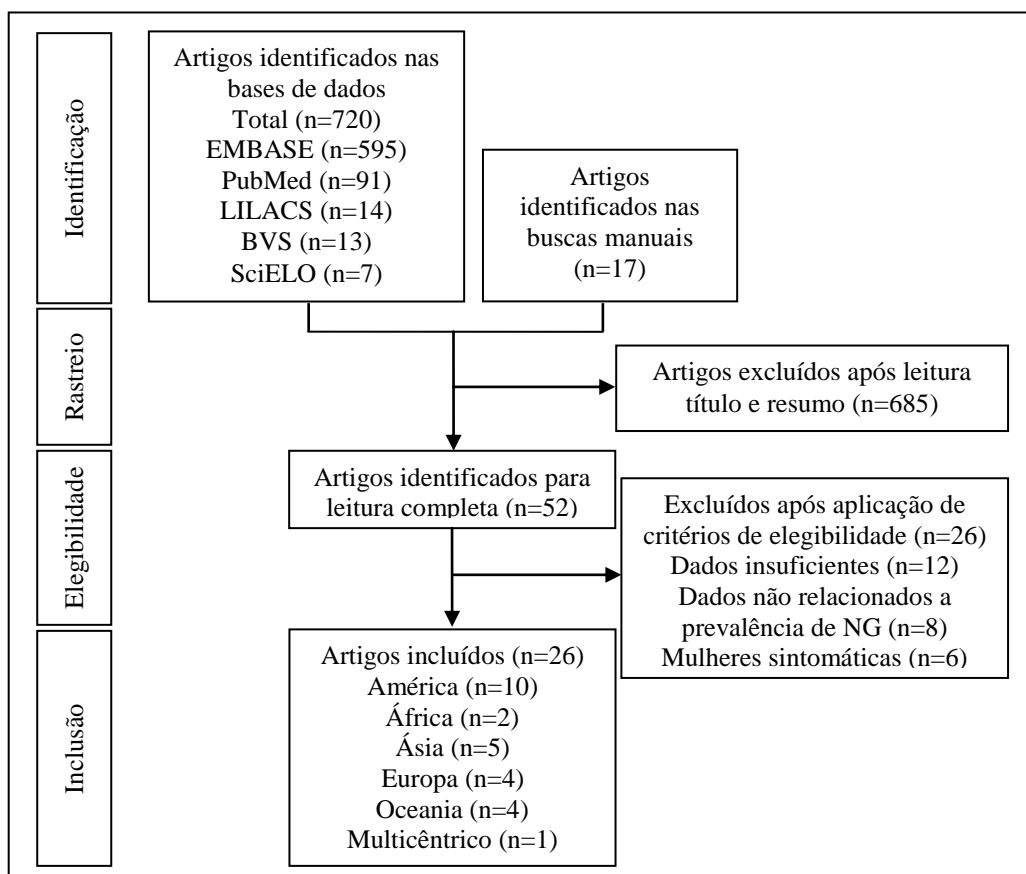 Identificação
Artigos identificados nas
bases de dados
Total (n=720)
EMBASE (n=595)
PubMed (n=91)
LILACS (n=14)
BVS (n=13)
SciELO (n=7)
Artigos
identificados nas
buscas manuais
(n=17)
Rastreio
Artigos excluídos após leitura
título e resumo (n=685)
Elegibilidade
Artigos identificados para
leitura completa (n=52)
Excluídos após aplicação de
critérios de elegibilidade (n=26)
Dados insuficientes (n=12)
Dados não relacionados a
prevalência de NG (n=8)
Mulheres sintomáticas (n=6)
Inclusão
Artigos incluídos (n=26)
América (n=10)
África (n=2)
Ásia (n=5)
Europa (n=4)
Oceania (n=4)
Multicêntrico (n=1)